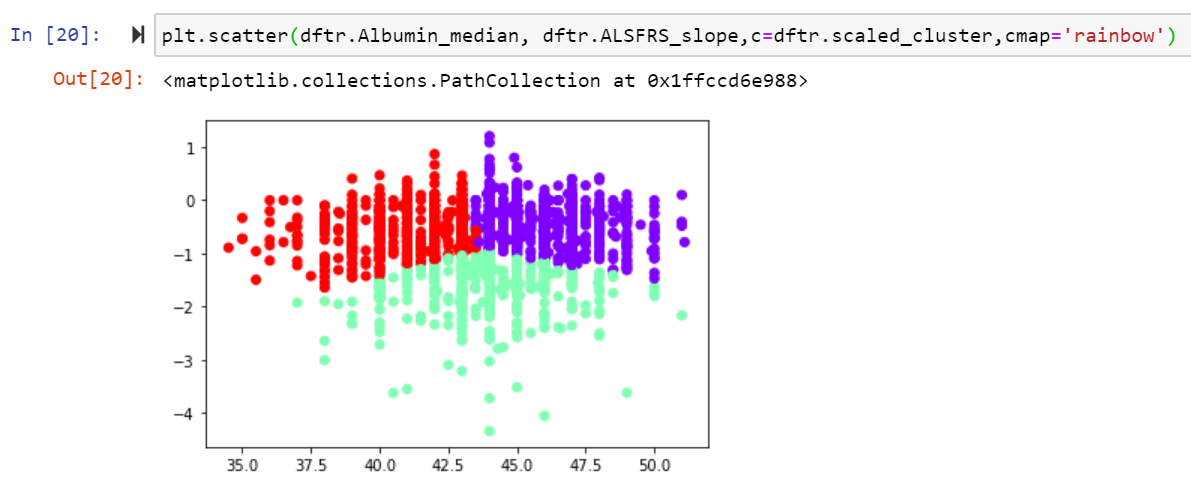 In [20]: plt.scatter(dftr.Albumin_median, dftr.ALSFRS_slope,c=dftr.scaled_cluster,cmap='rainbow')
Out[20]: <matplotlib.collections.PathCollection at 0x1ffccd6e988>
1
0
−1
−2
−3
−4
35.0 37.5 40.0 42.5 45.0 47.5 50.0